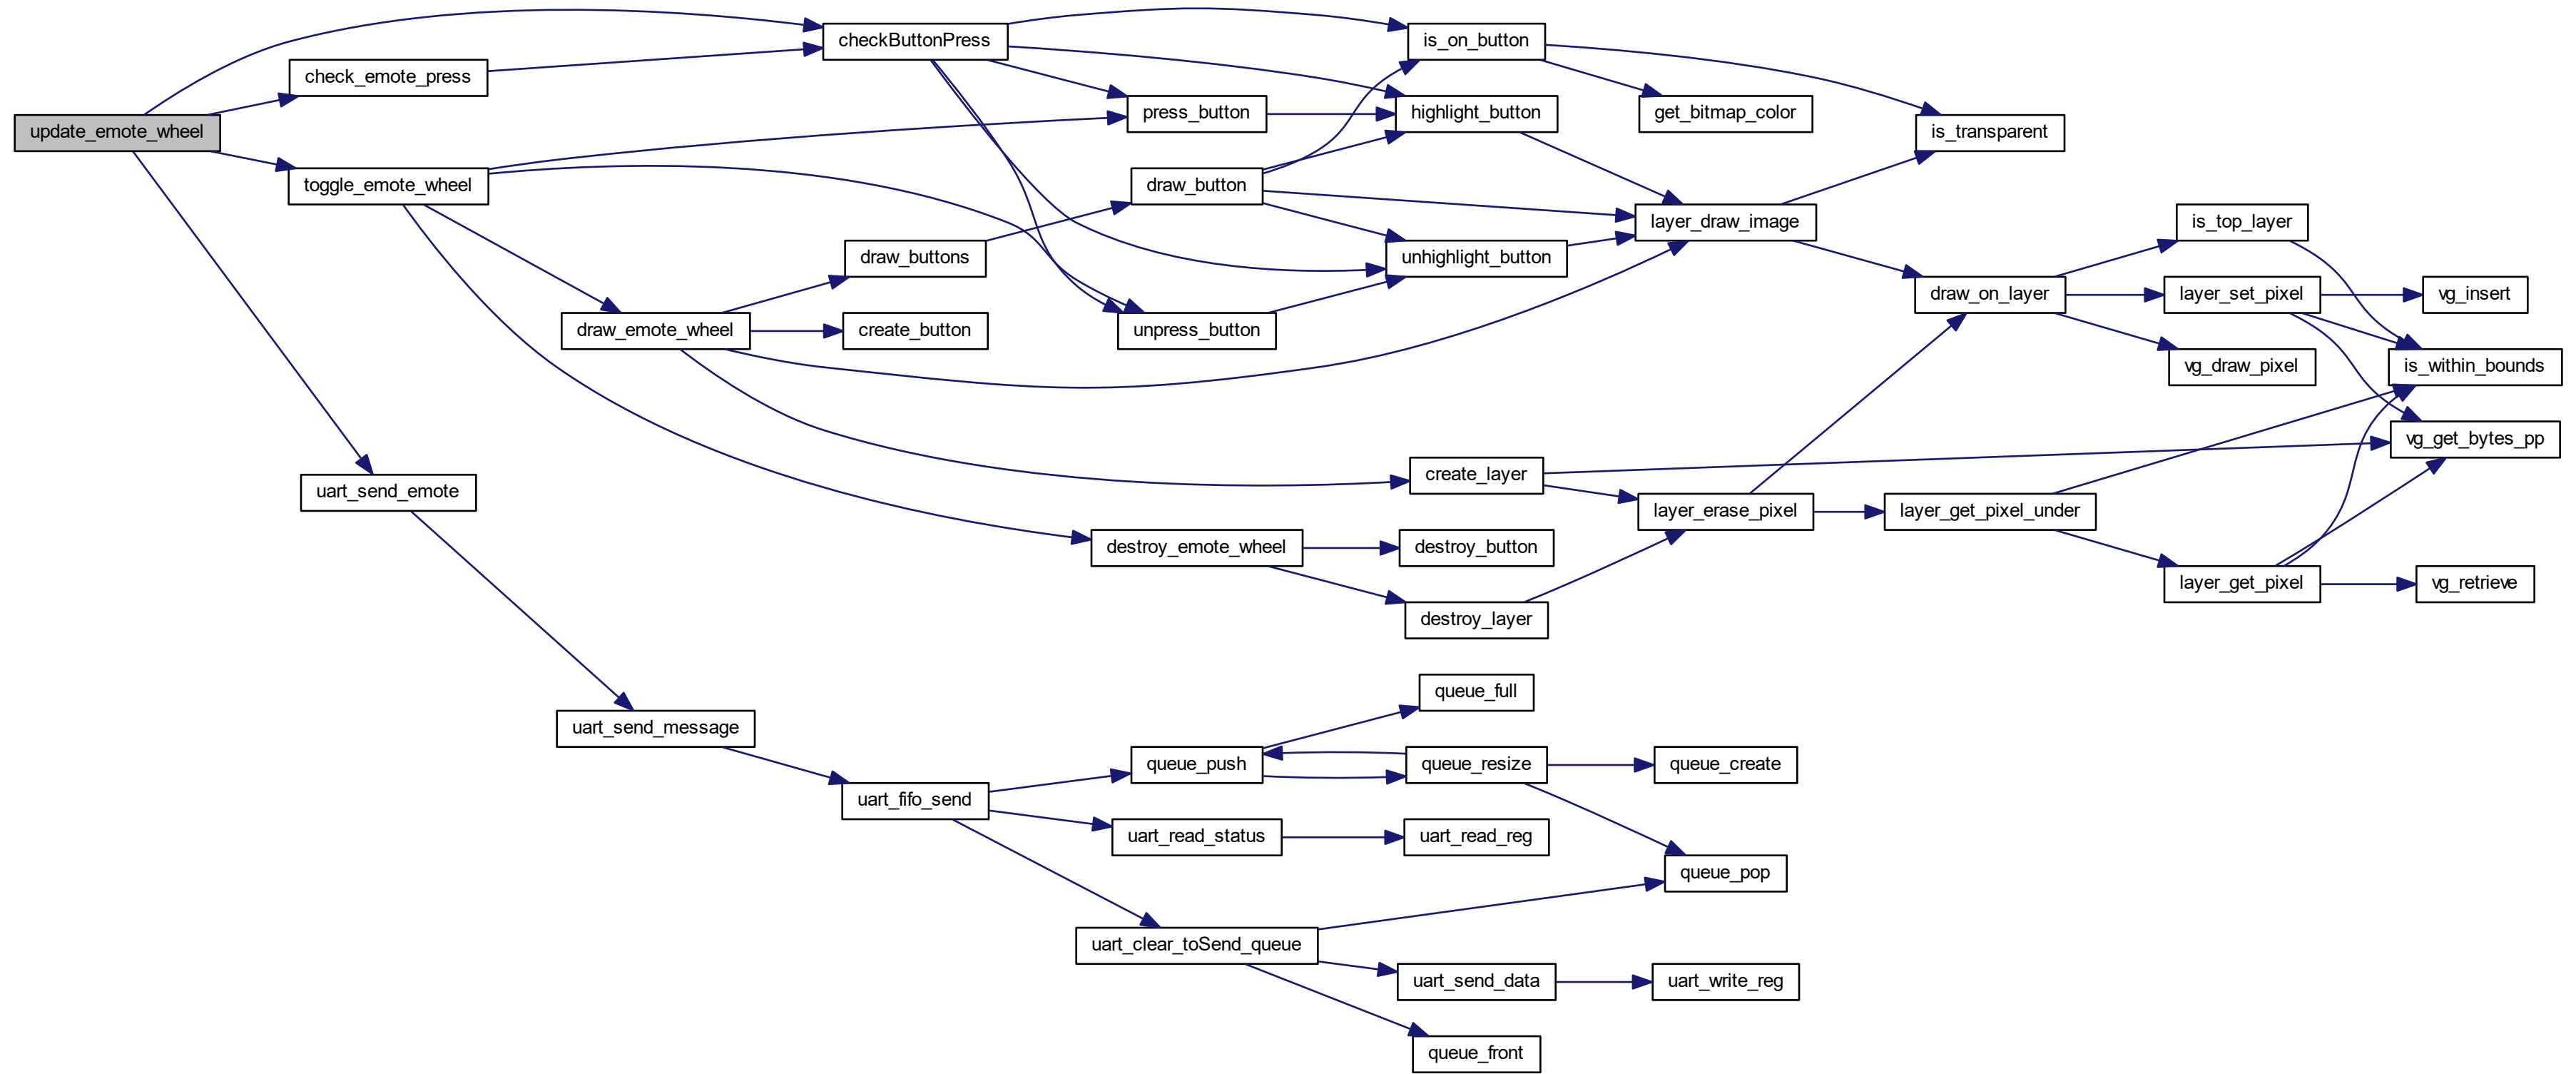 update_emote_wheel
check_emote_press
toggle_emote_wheel
uart_send_emote
checkButtonPress
draw_emote_wheel
uart_send_message
draw_buttons
create_button
uart_fifo_send
press_button
draw_button
unpress_button
destroy_emote_wheel
queue_push
uart_read_status
uart_clear_toSend_queue
is_on_button
highlight_button
unhighlight_button
create_layer
destroy_button
destroy_layer
queue_full
queue_resize
uart_read_reg
uart_send_data
queue_front
get_bitmap_color
layer_draw_image
layer_erase_pixel
queue_create
queue_pop
uart_write_reg
is_transparent
draw_on_layer
layer_get_pixel_under
is_top_layer
layer_set_pixel
vg_draw_pixel
layer_get_pixel
vg_insert
is_within_bounds
vg_get_bytes_pp
vg_retrieve